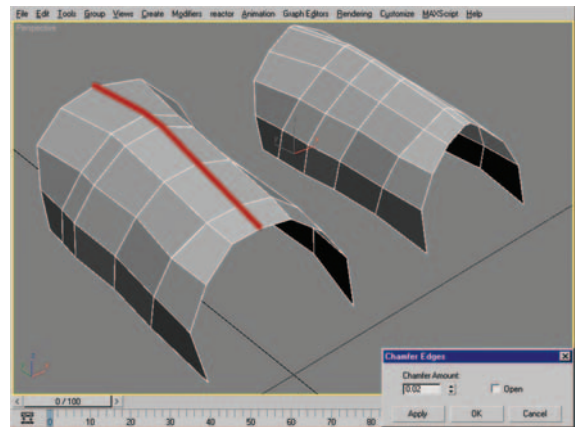 File Edit Tools Group Views Create Modifiers reactor Animation Graph Editors Rendering Customize MAXScript Help
Perspective
Chamfer Edges
Chamfer Amount:
0.02
Open
Apply OK Cancel
< 0 / 100 >
0 10 20 30 40 50 60 70 80